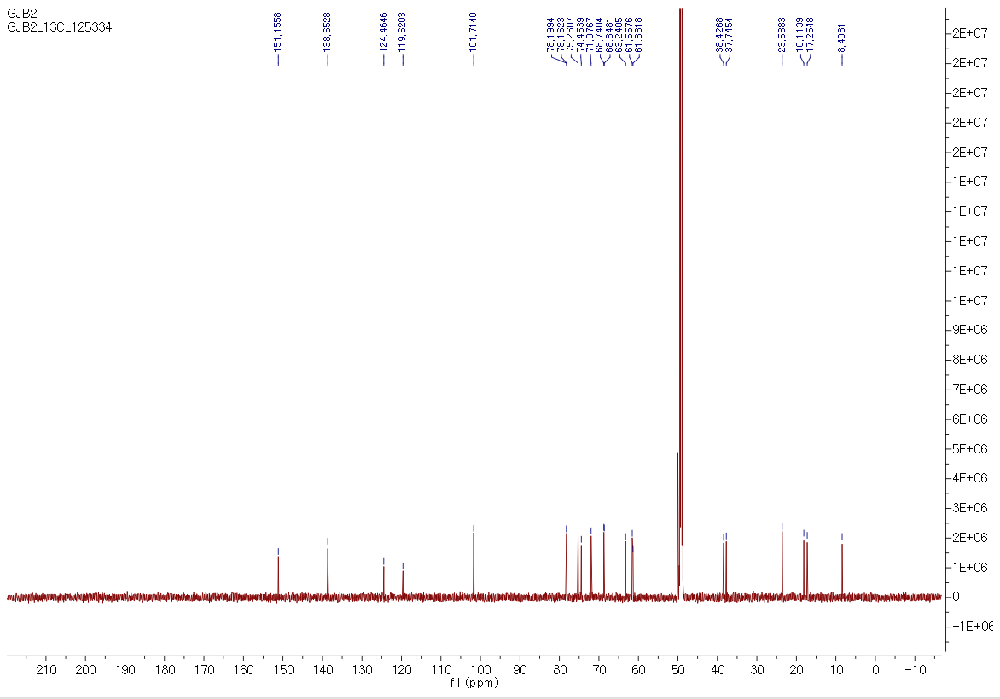 GJB2
GJB2_13C_125334
151.1558
138.6528
124.4646
119.6203
101.7140
78.1994
78.1623
75.2607
74.4539
71.9767
68.7404
68.6481
63.2405
61.5576
61.3618
38.4268
37.7454
23.5883
18.1139
17.2548
8.4081
2E+07
2E+07
2E+07
2E+07
2E+07
1E+07
1E+07
1E+07
1E+07
1E+07
9E+06
8E+06
7E+06
6E+06
5E+06
4E+06
3E+06
2E+06
1E+06
0
-1E+06
210 200 190 180 170 160 150 140 130 120 110 100 90 80 70 60 50 40 30 20 10 0 -10
f1 (ppm)